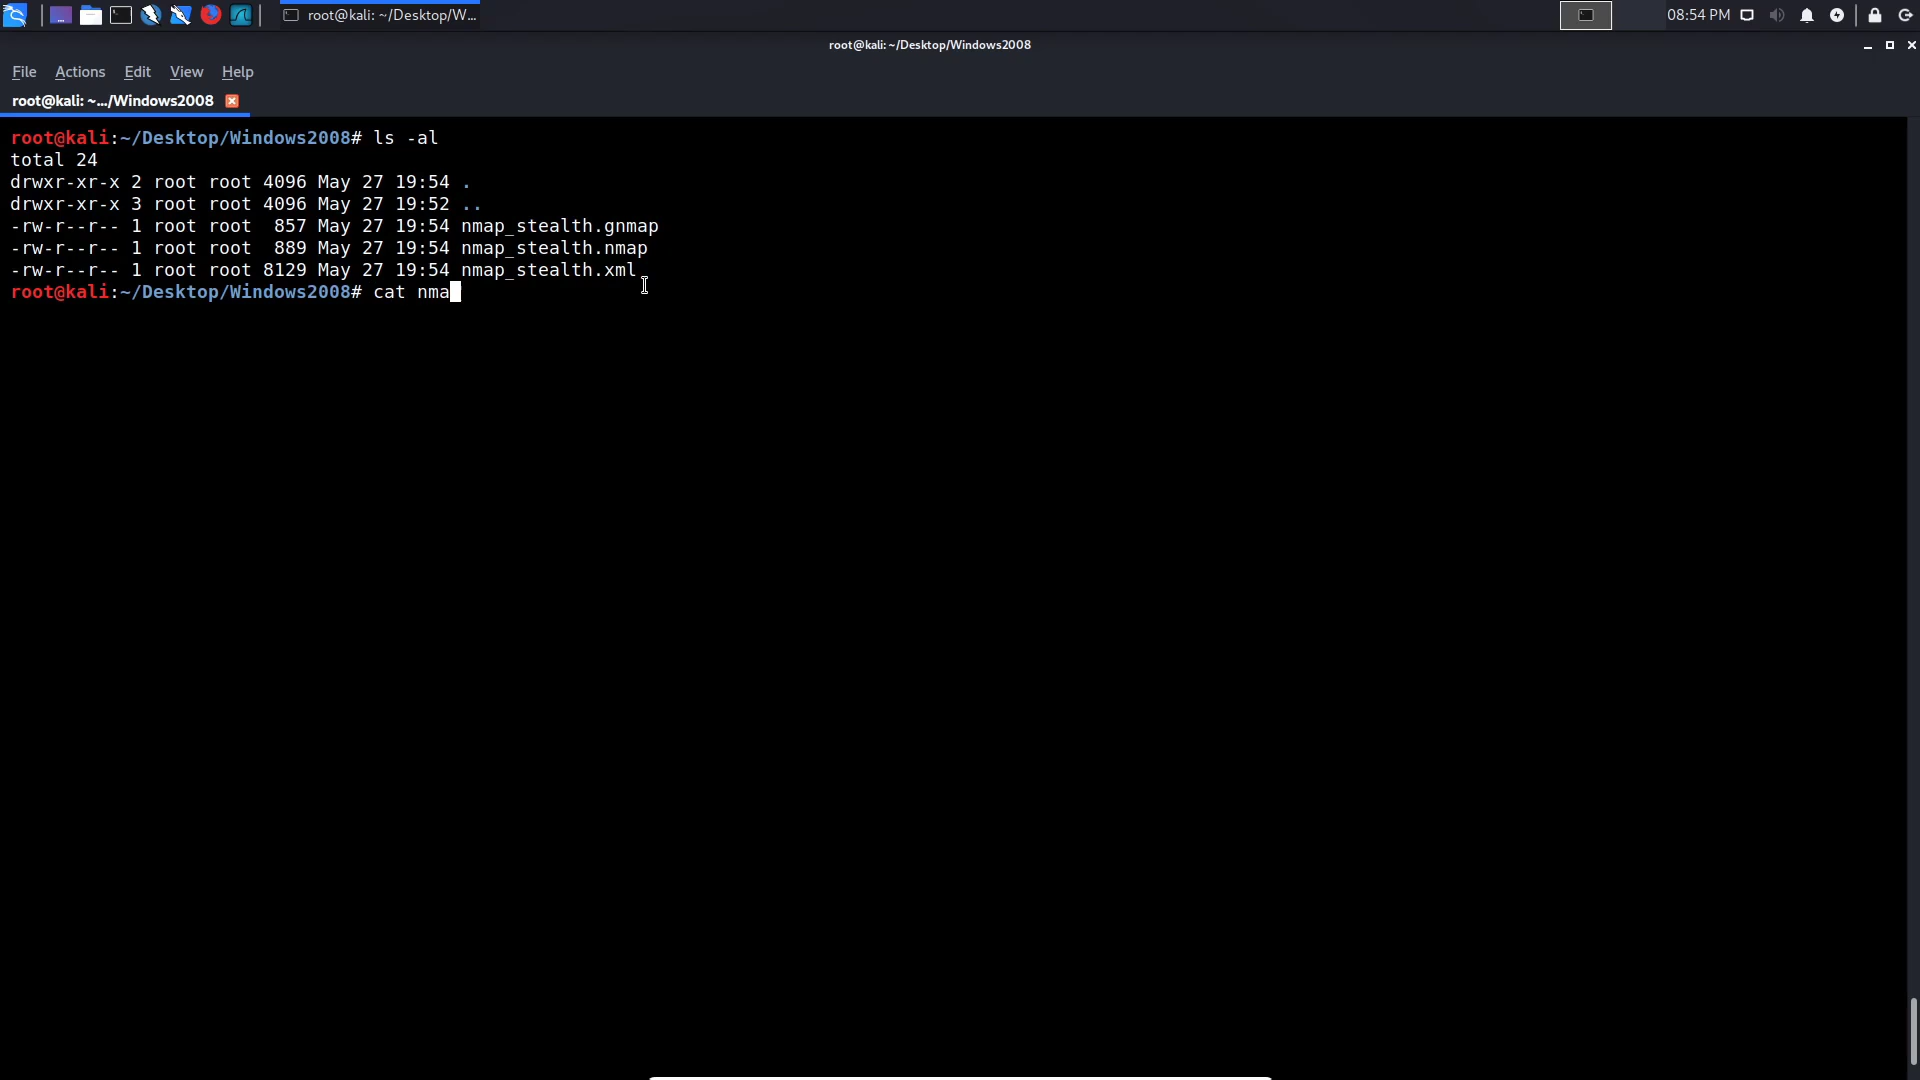 root@kali: ~/Desktop/W...
08:54 PM
root@kali: ~/Desktop/Windows2008
File Actions Edit View Help
root@kali: ~.../Windows2008
root@kali:~/Desktop/Windows2008# ls -al
total 24
drwxr-xr-x 2 root root 4096 May 27 19:54 .
drwxr-xr-x 3 root root 4096 May 27 19:52 ..
-rw-r--r-- 1 root root  857 May 27 19:54 nmap_stealth.gnmap
-rw-r--r-- 1 root root  889 May 27 19:54 nmap_stealth.nmap
-rw-r--r-- 1 root root 8129 May 27 19:54 nmap_stealth.xml
root@kali:~/Desktop/Windows2008# cat nma